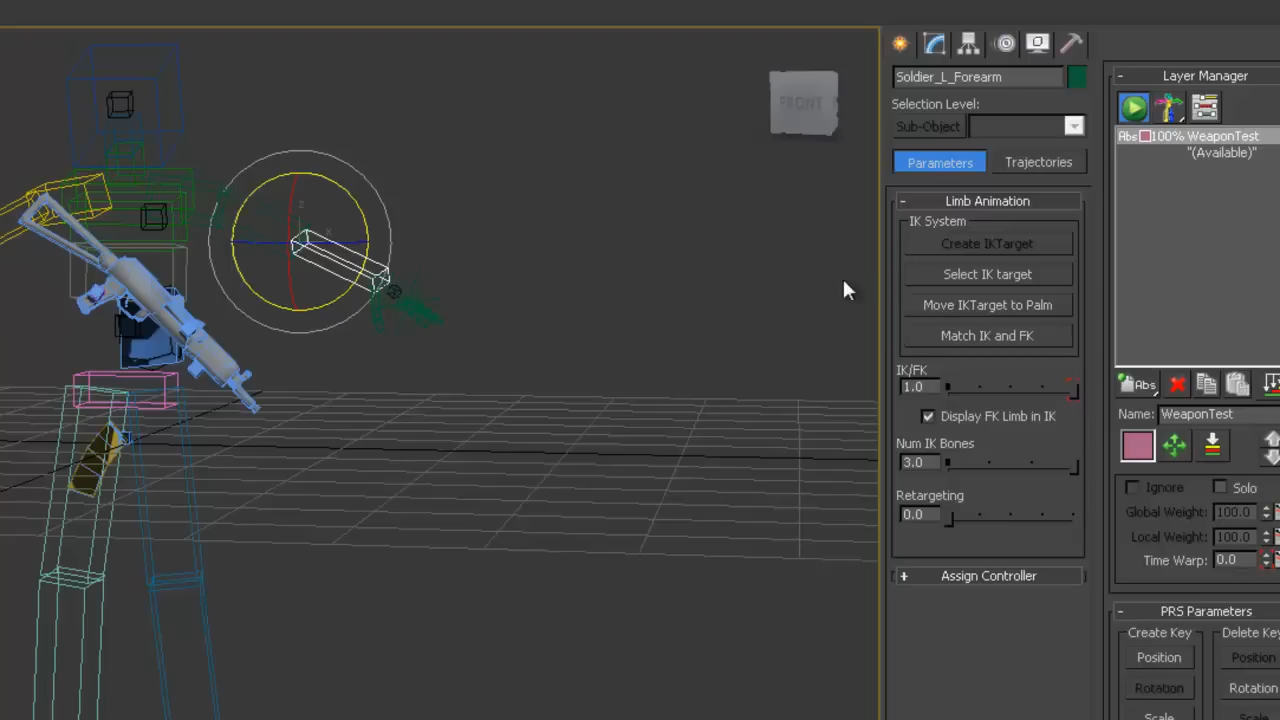 FRONT
Soldier_L_Forearm
Selection Level:
Sub-Object
Parameters
Trajectories
- Limb Animation
IK System
Create IKTarget
Select IK target
Move IKTarget to Palm
Match IK and FK
IK/FK
1.0
Display FK Limb in IK
Num IK Bones
3.0
Retargeting
0.0
+ Assign Controller
- Layer Manager
Abs 100% WeaponTest
"(Available)"
Abs
Name: WeaponTest
Ignore Solo
Global Weight: 100.0
Local Weight: 100.0
Time Warp: 0.0
- PRS Parameters
Create Key Delete Key
Position Position
Rotation Rotation
Scale Scale
z
x